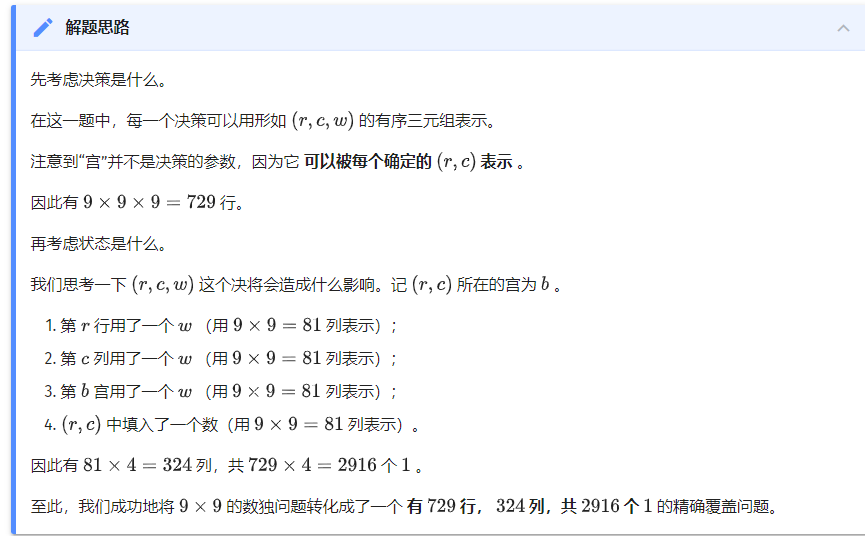 解题思路
先考虑决策是什么。
在这一题中，每一个决策可以用形如 (r, c, w) 的有序三元组表示。
注意到“宫”并不是决策的参数，因为它 可以被每个确定的 (r, c) 表示 。
因此有 9 × 9 × 9 = 729 行。
再考虑状态是什么。
我们思考一下 (r, c, w) 这个决将会造成什么影响。记 (r, c) 所在的宫为 b 。
1. 第 r 行用了一个 w （用 9 × 9 = 81 列表示）；
2. 第 c 列用了一个 w （用 9 × 9 = 81 列表示）；
3. 第 b 宫用了一个 w （用 9 × 9 = 81 列表示）；
4. (r, c) 中填入了一个数（用 9 × 9 = 81 列表示）。
因此有 81 × 4 = 324 列，共 729 × 4 = 2916 个 1 。
至此，我们成功地将 9 × 9 的数独问题转化成了一个 有 729 行， 324 列，共 2916 个 1 的精确覆盖问题。